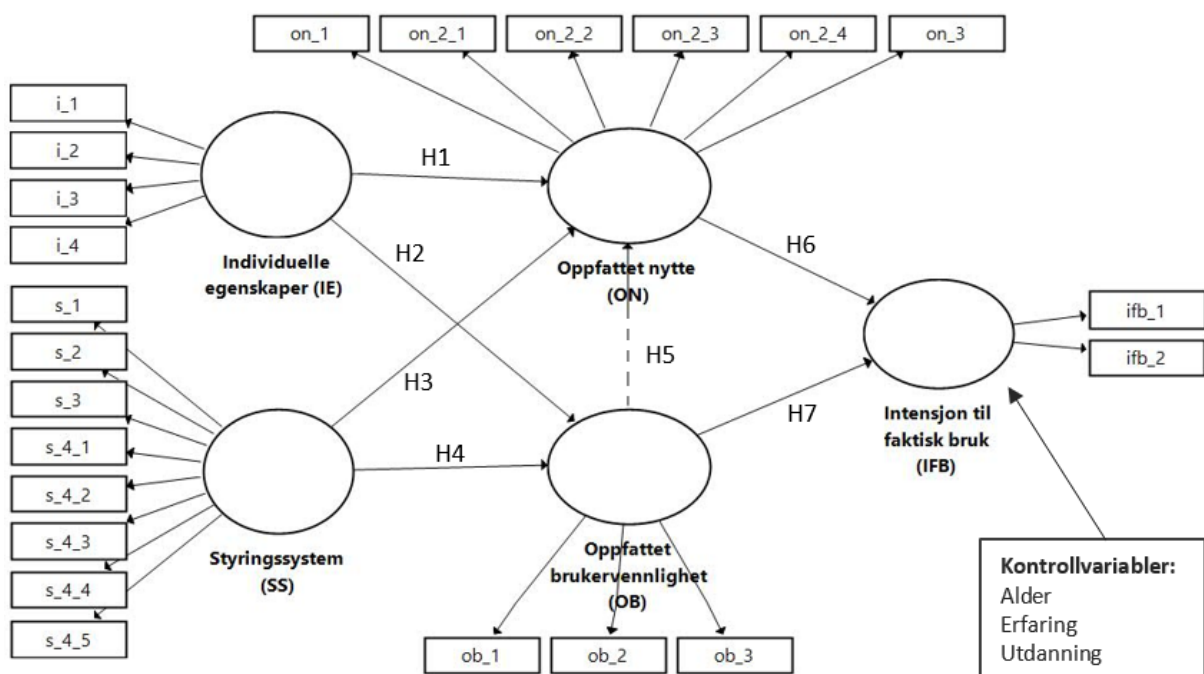 on_1
on_2_1
on_2_2
on_2_3
on_2_4
on_3
i_1
i_2
i_3
i_4
H1
H2
Individuelle
egenskaper (IE)
Oppfattet nytte
(ON)
H6
s_1
s_2
s_3
s_4_1
s_4_2
s_4_3
s_4_4
s_4_5
H3
H5
H4
H7
ifb_1
ifb_2
Intensjon til
faktisk bruk
(IFB)
Styringssystem
(SS)
Oppfattet
brukervennlighet
(OB)
ob_1
ob_2
ob_3
Kontrollvariabler:
Alder
Erfaring
Utdanning